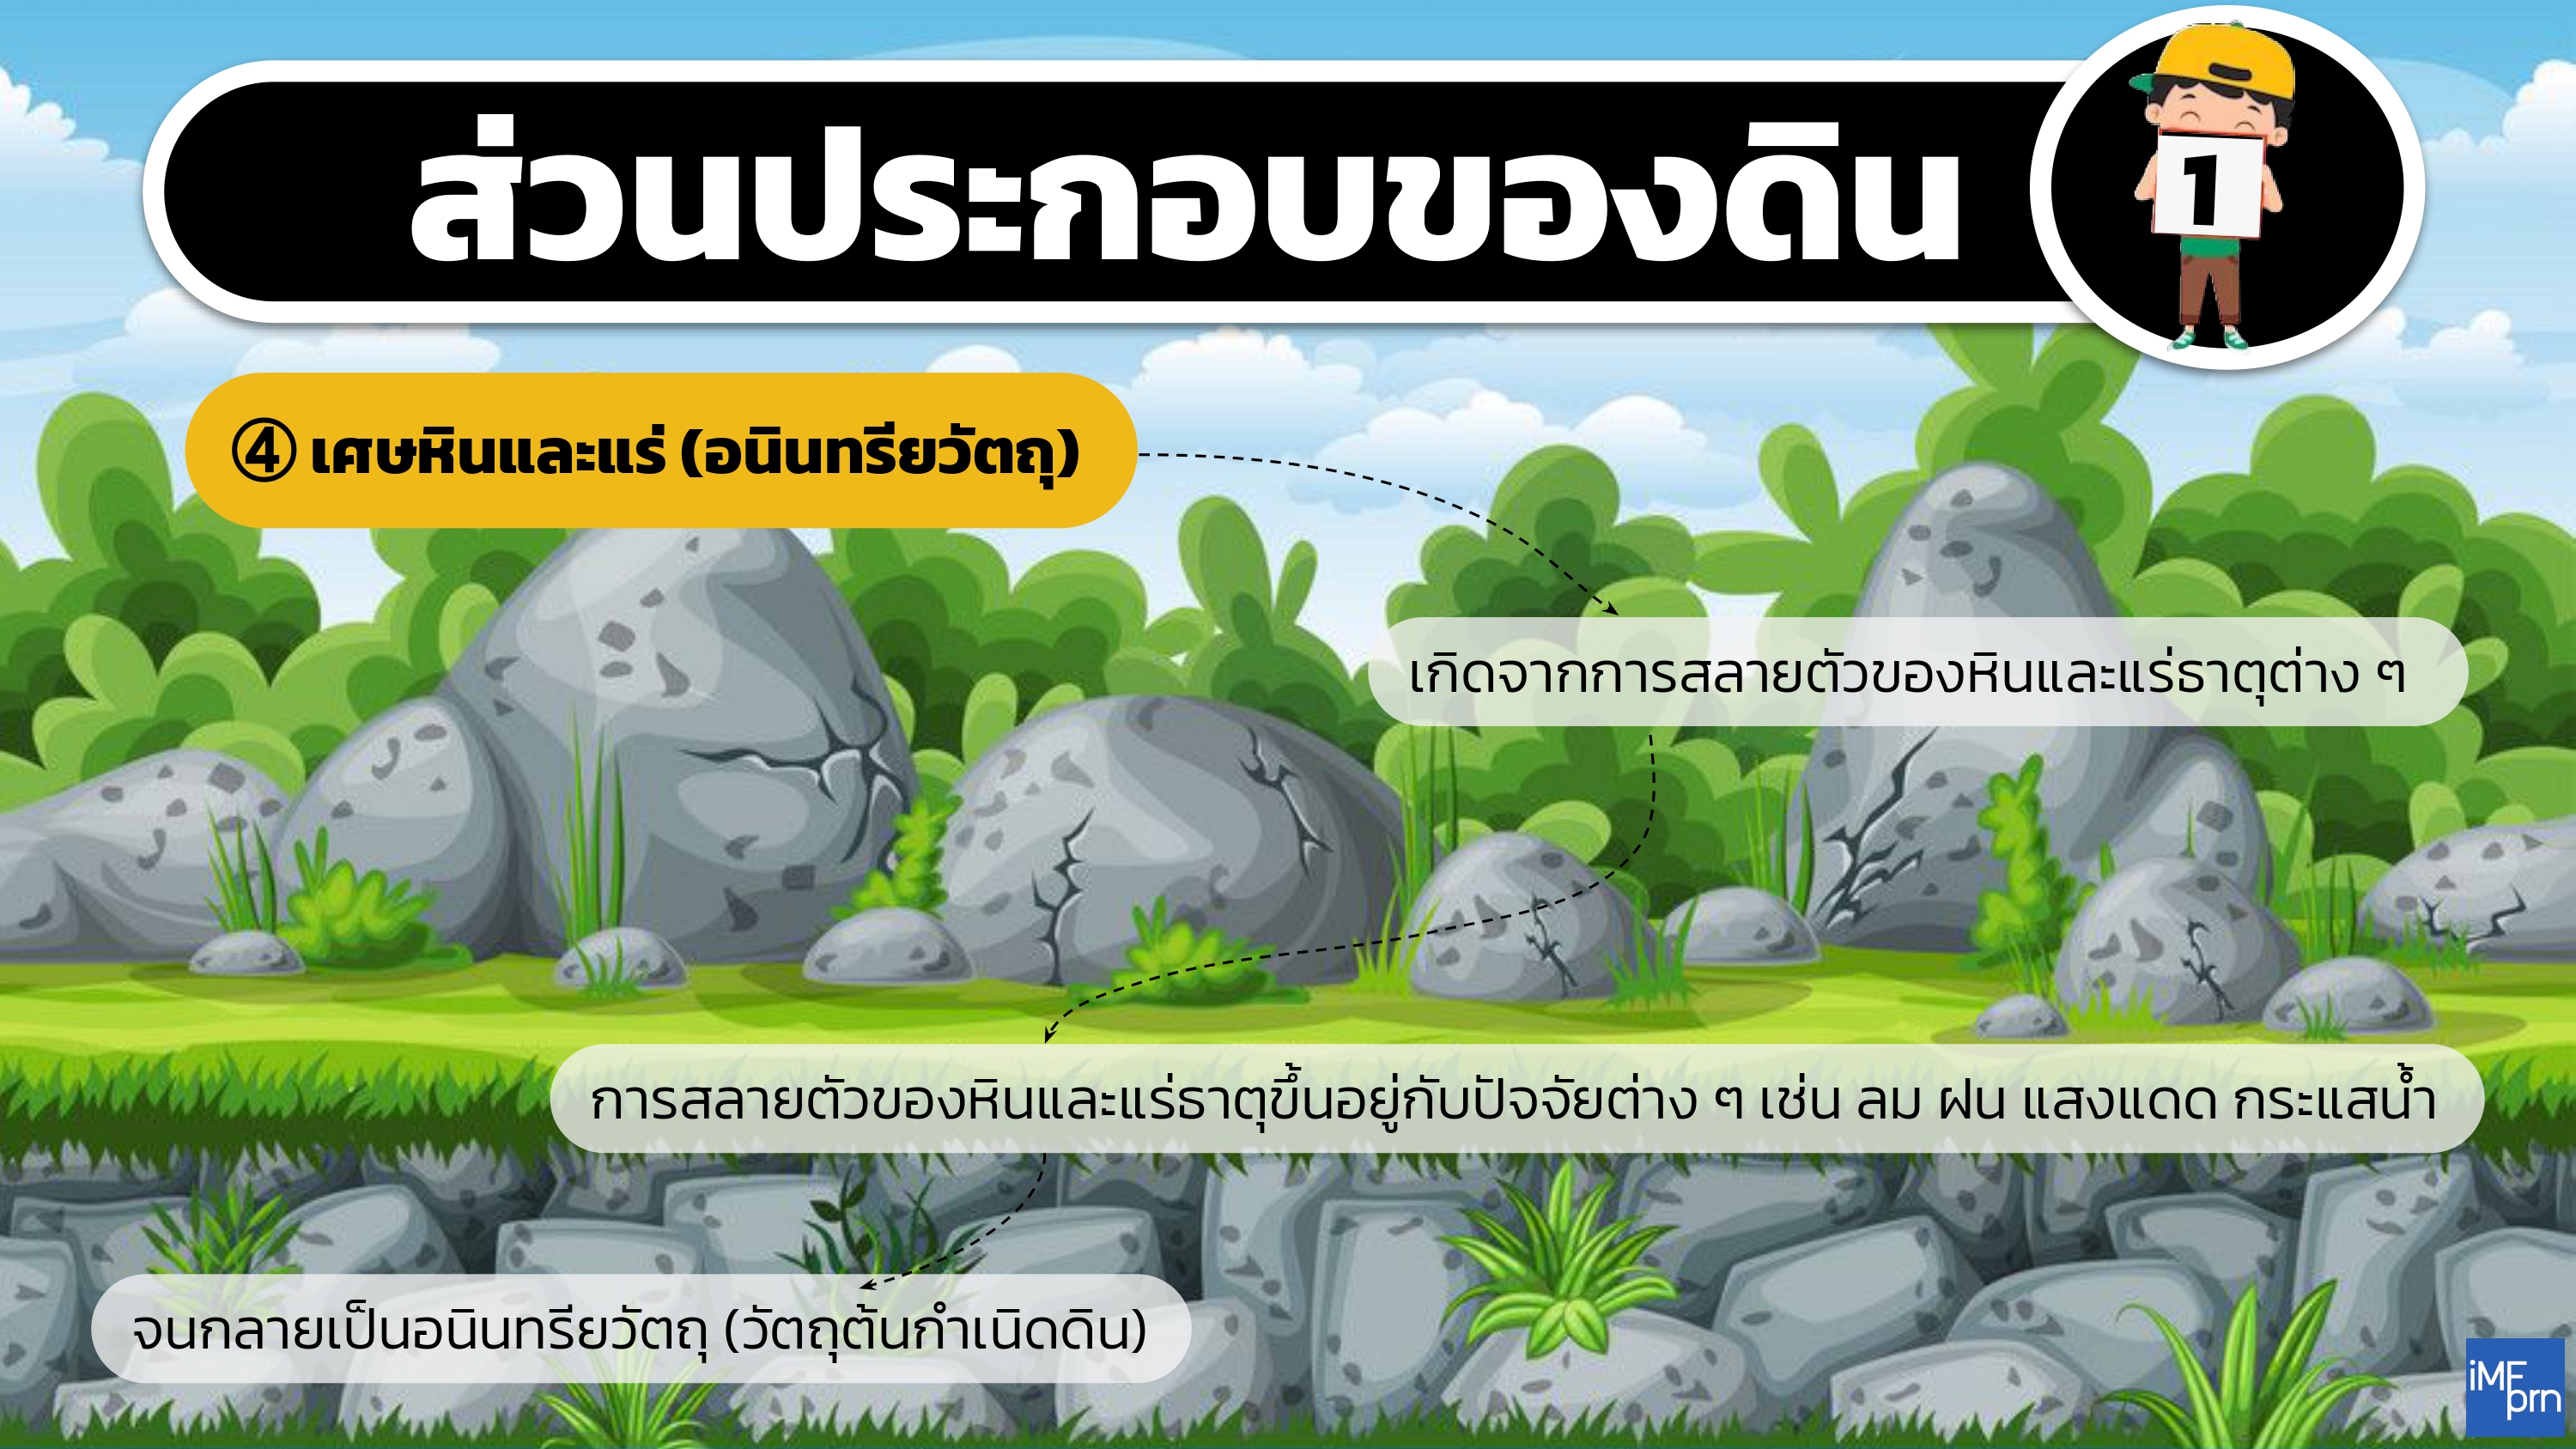 ส่วนประกอบของดิน
1
④ เศษหินและแร่ (อนินทรียวัตถุ)
เกิดจากการสลายตัวของหินและแร่ธาตุต่าง ๆ
การสลายตัวของหินและแร่ธาตุขึ้นอยู่กับปัจจัยต่าง ๆ เช่น ลม ฝน แสงแดด กระแสน้ำ
จนกลายเป็นอนินทรียวัตถุ (วัตถุต้นกำเนิดดิน)
iMF
prn